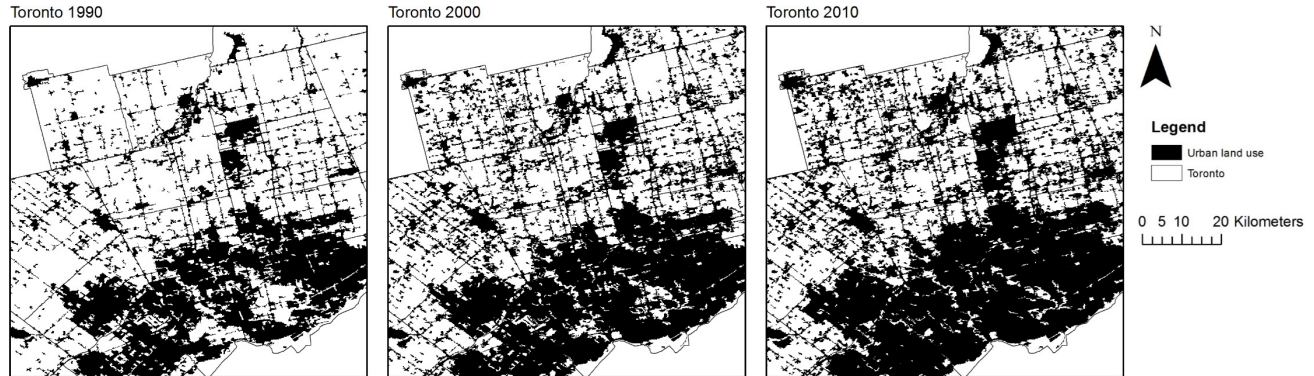 Toronto 1990
Toronto 2000
Toronto 2010
N
Legend
Urban land use
Toronto
0 5 10 20 Kilometers